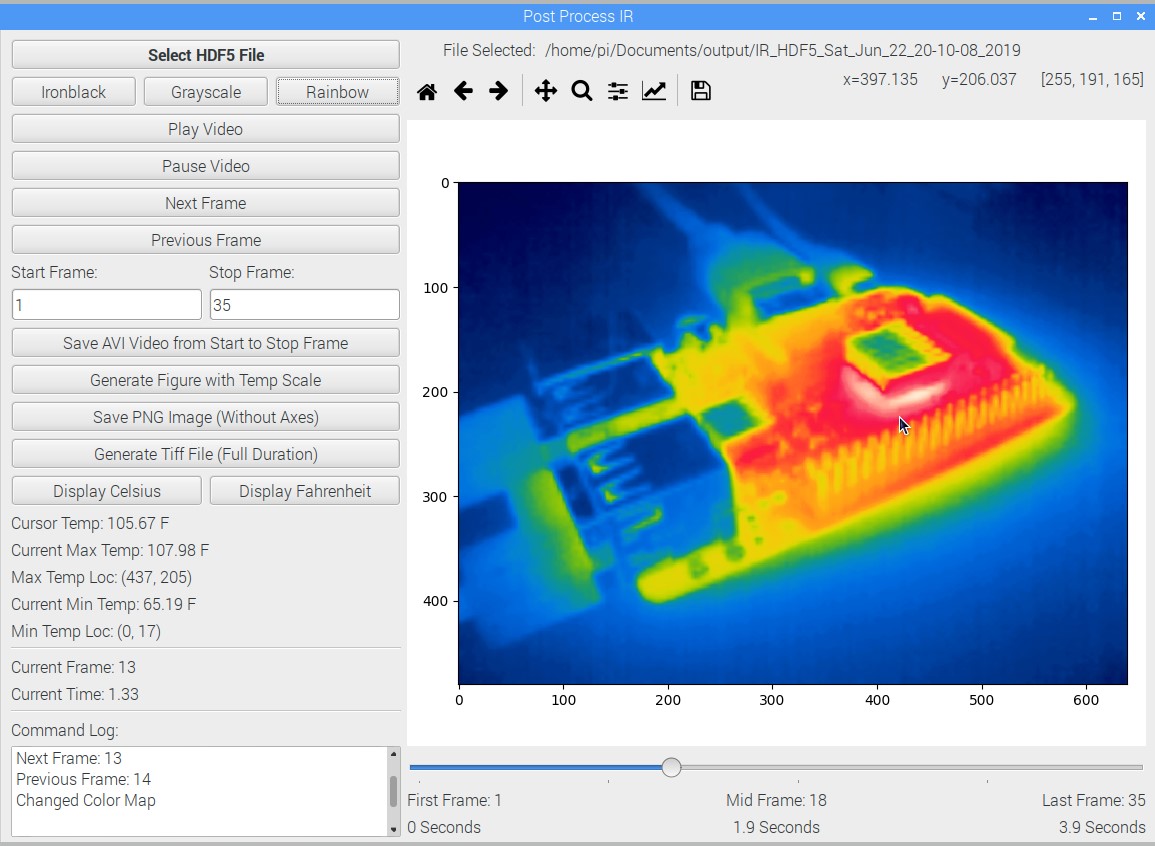 Post Process IR
Select HDF5 File
Ironblack Grayscale Rainbow
Play Video
Pause Video
Next Frame
Previous Frame
Start Frame: Stop Frame:
1 35
Save AVI Video from Start to Stop Frame
Generate Figure with Temp Scale
Save PNG Image (Without Axes)
Generate Tiff File (Full Duration)
Display Celsius Display Fahrenheit
Cursor Temp: 105.67 F
Current Max Temp: 107.98 F
Max Temp Loc: (437, 205)
Current Min Temp: 65.19 F
Min Temp Loc: (0, 17)
Current Frame: 13
Current Time: 1.33
Command Log:
Next Frame: 13
Previous Frame: 14
Changed Color Map
File Selected: /home/pi/Documents/output/IR_HDF5_Sat_Jun_22_20-10-08_2019
x=397.135 y=206.037 [255, 191, 165]
0
100
200
300
400
0 100 200 300 400 500 600
First Frame: 1 Mid Frame: 18 Last Frame: 35
0 Seconds 1.9 Seconds 3.9 Seconds